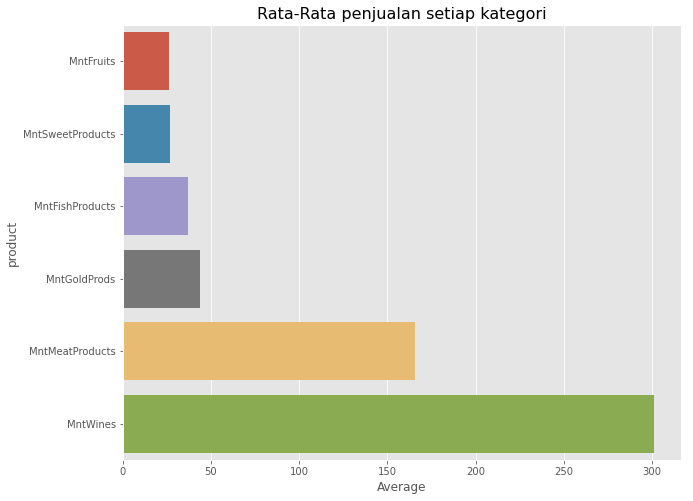 Rata-Rata penjualan setiap kategori
MntFruits
MntSweetProducts
MntFishProducts
MntGoldProds
MntMeatProducts
MntWines
product
0 50 100 150 200 250 300
Average